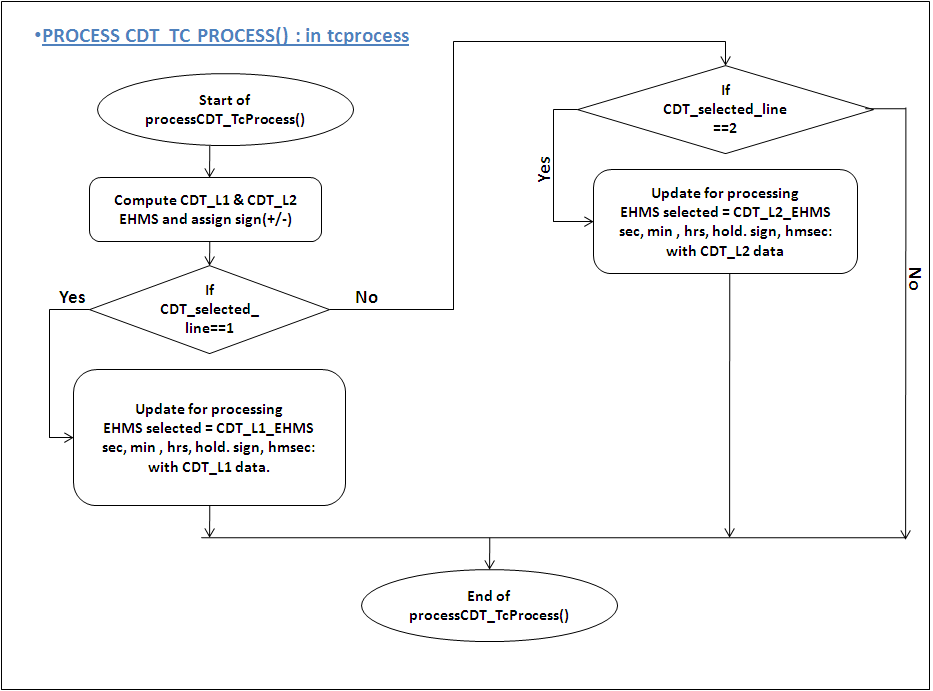 •PROCESS CDT TC PROCESS() : in tcprocess
Start of
processCDT_TcProcess()
Compute CDT_L1 & CDT_L2
EHMS and assign sign(+/-)
If
CDT_selected_
line==1
Yes
No
Update for processing
EHMS selected = CDT_L1_EHMS
sec, min , hrs, hold. sign, hmsec:
with CDT_L1 data.
If
CDT_selected_line
==2
Yes
No
Update for processing
EHMS selected = CDT_L2_EHMS
sec, min , hrs, hold. sign, hmsec:
with CDT_L2 data
End of
processCDT_TcProcess()